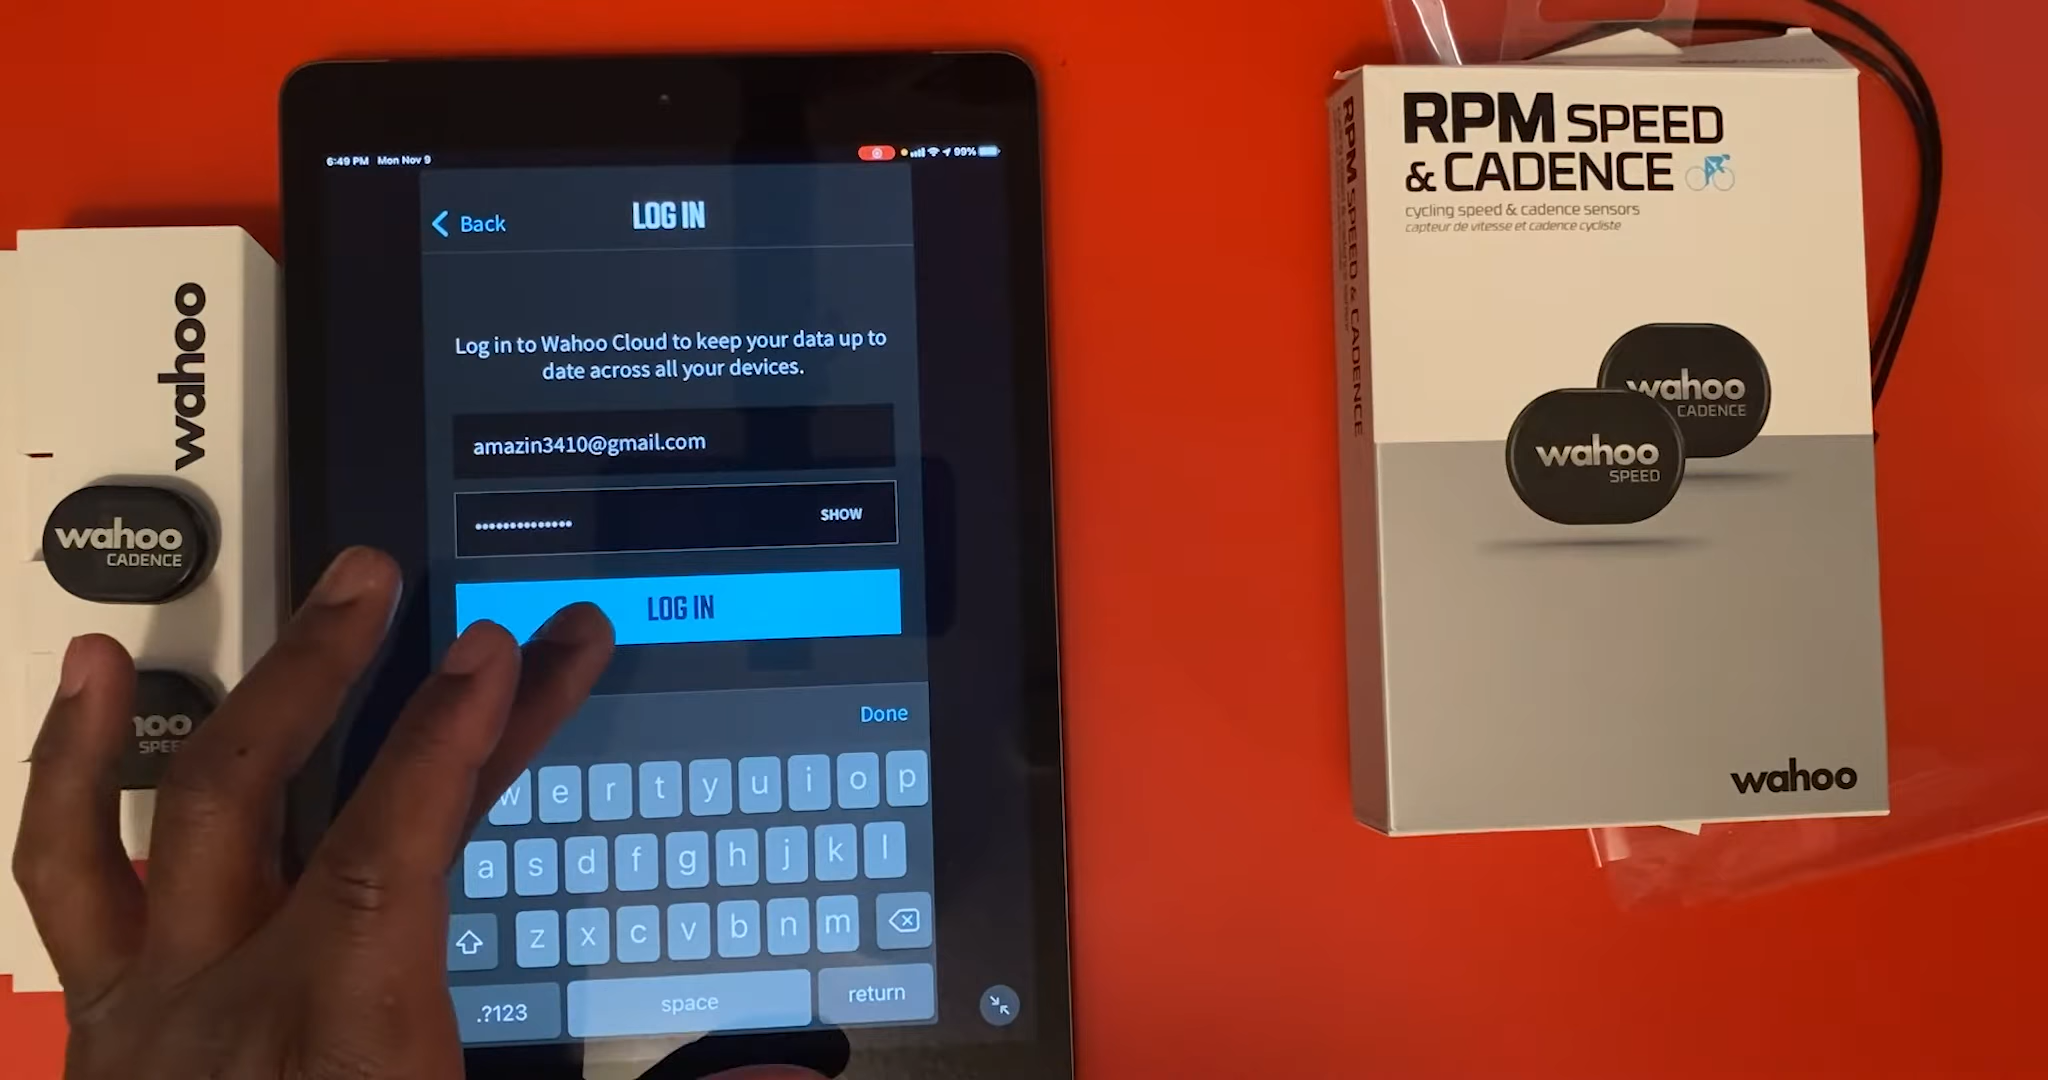 6:49 PM Mon Nov 9
99%
Back
LOG IN
Log in to Wahoo Cloud to keep your data up to
date across all your devices.
amazin3410@gmail.com
SHOW
LOG IN
Done
w e r t y u i o p
a s d f g h j k l
z x c v b n m
.?123 space return
wahoo
wahoo
CADENCE
hoo
SPEE
RPM SPEED
& CADENCE
cycling speed & cadence sensors
capteur de vitesse et cadence cycliste
wahoo
CADENCE
wahoo
SPEED
wahoo
RPM SPEED & CADENCE